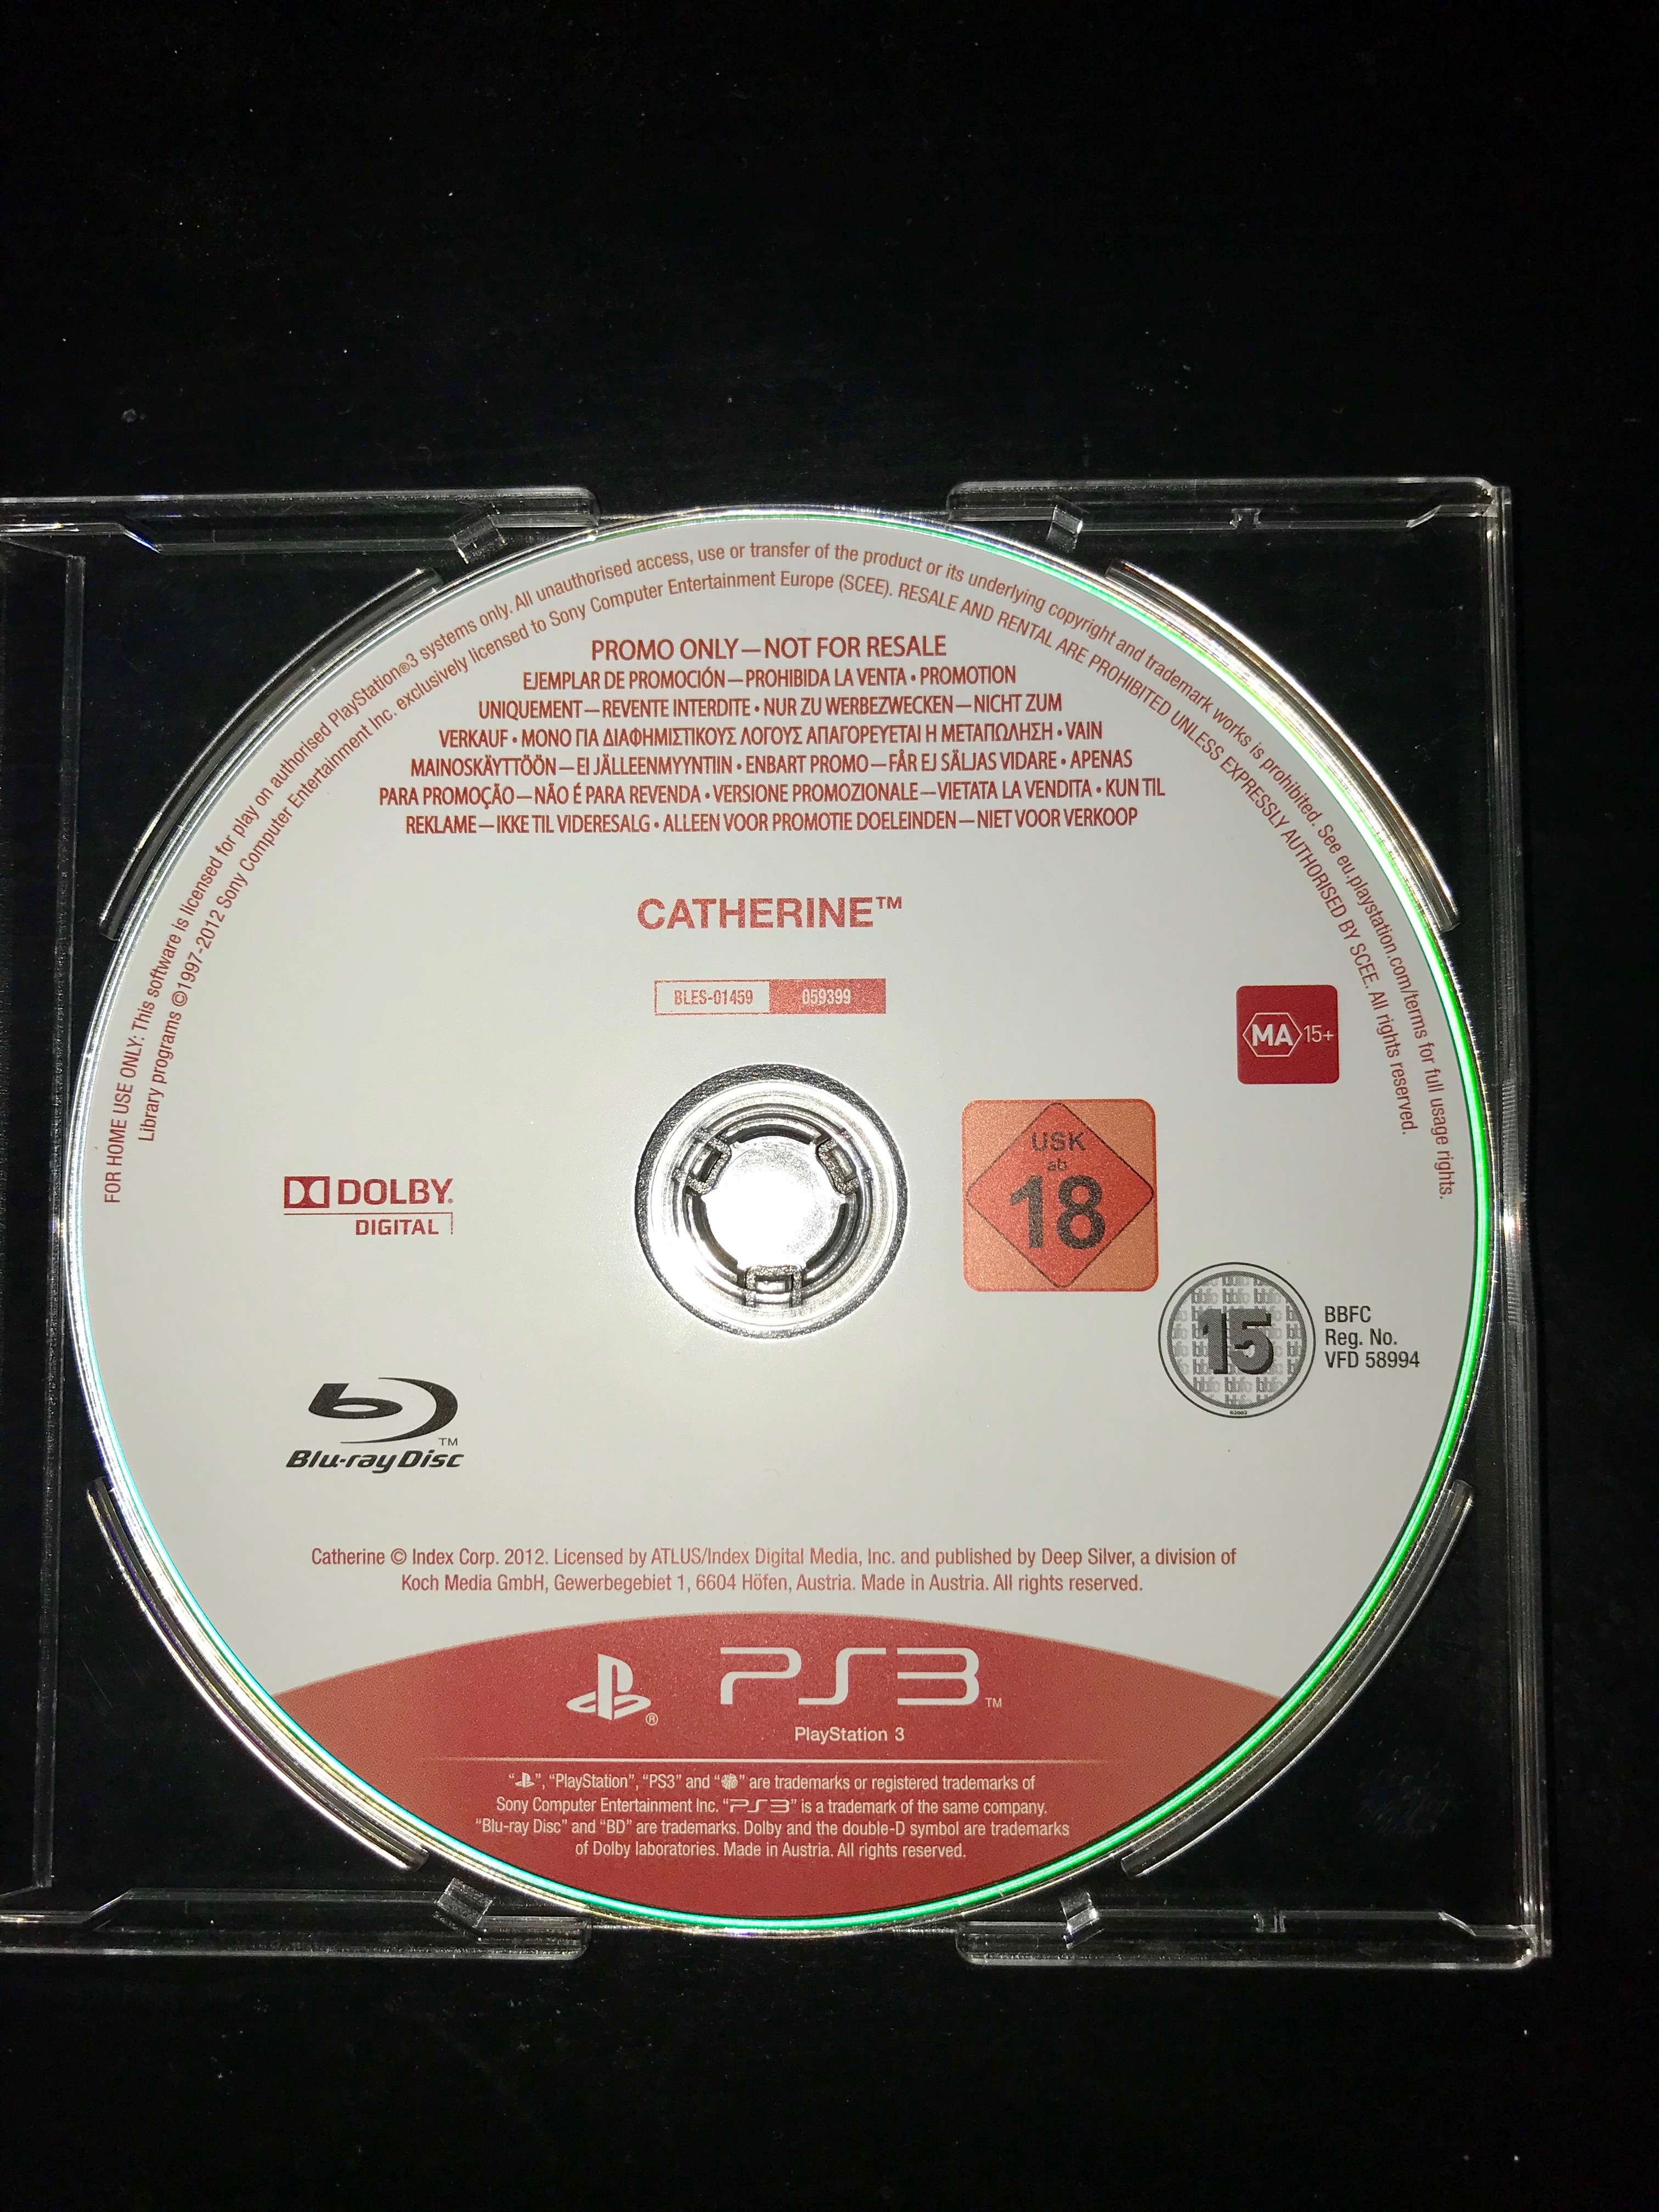 FOR HOME USE ONLY: This software is licensed for play on authorised PlayStation®3 systems only. All unauthorised access, use or transfer of the product or its underlying copyright and trademark works is prohibited. See eu.playstation.com/terms for full usage rights.
Library programs ©1997-2012 Sony Computer Entertainment Inc. exclusively licensed to Sony Computer Entertainment Europe (SCEE). RESALE AND RENTAL ARE PROHIBITED UNLESS EXPRESSLY AUTHORISED BY SCEE. All rights reserved.
PROMO ONLY—NOT FOR RESALE
EJEMPLAR DE PROMOCIÓN—PROHIBIDA LA VENTA • PROMOTION
UNIQUEMENT—REVENTE INTERDITE • NUR ZU WERBEZWECKEN—NICHT ZUM
VERKAUF • ΜΟΝΟ ΓΙΑ ΔΙΑΦΗΜΙΣΤΙΚΟΥΣ ΛΟΓΟΥΣ ΑΠΑΓΟΡΕΥΕΤΑΙ Η ΜΕΤΑΠΩΛΗΣΗ • VAIN
MAINOSKÄYTTÖÖN—EI JÄLLEENMYYNTIIN • ENBART PROMO—FÅR EJ SÄLJAS VIDARE • APENAS
PARA PROMOÇÃO—NÃO É PARA REVENDA • VERSIONE PROMOZIONALE—VIETATA LA VENDITA • KUN TIL
REKLAME—IKKE TIL VIDERESALG • ALLEEN VOOR PROMOTIE DOELEINDEN—NIET VOOR VERKOOP
CATHERINE™
BLES-01459 059399
MA 15+
USK
ab
18
DOLBY®
DIGITAL
15
BBFC
Reg. No.
VFD 58994
Blu-ray Disc™
Catherine © Index Corp. 2012. Licensed by ATLUS/Index Digital Media, Inc. and published by Deep Silver, a division of
Koch Media GmbH, Gewerbegebiet 1, 6604 Höfen, Austria. Made in Austria. All rights reserved.
® PS3™
PlayStation 3
“ ”, “PlayStation”, “PS3” and “ ” are trademarks or registered trademarks of
Sony Computer Entertainment Inc. “PS3” is a trademark of the same company.
“Blu-ray Disc” and “BD” are trademarks. Dolby and the double-D symbol are trademarks
of Dolby laboratories. Made in Austria. All rights reserved.